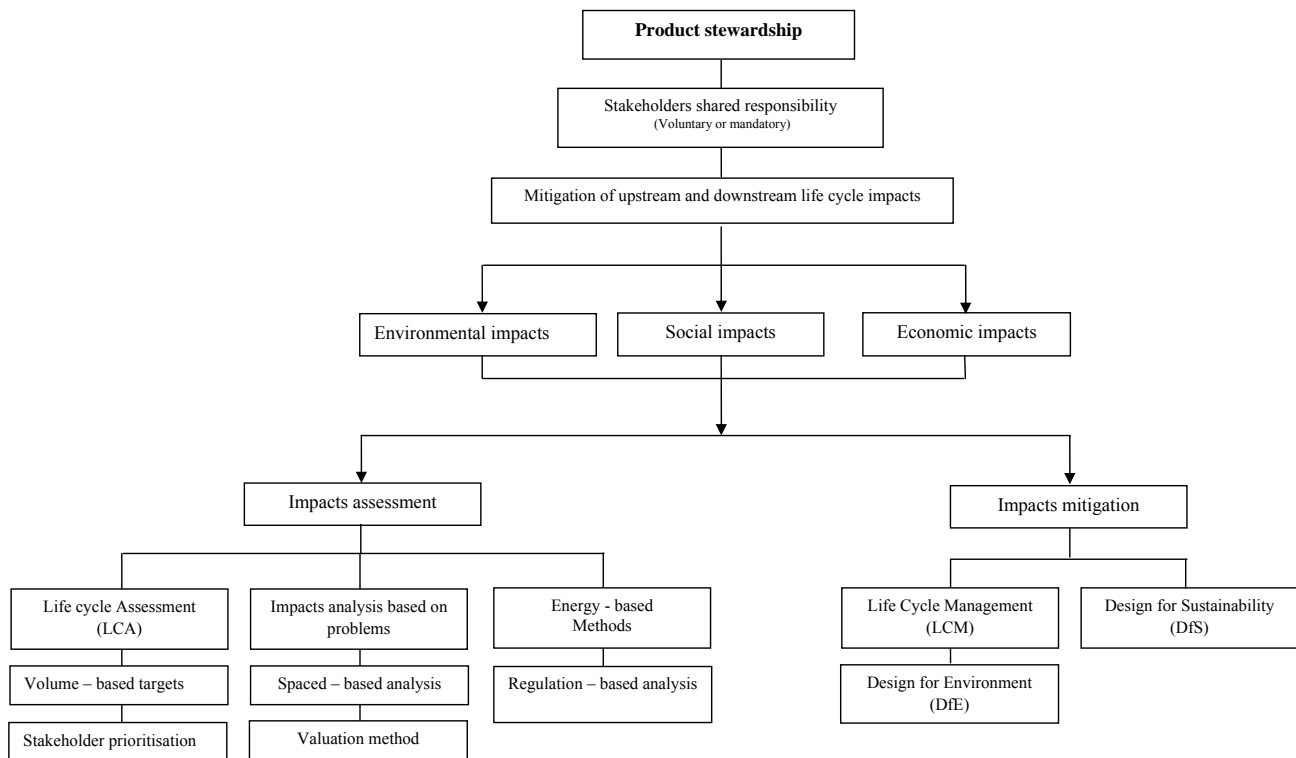 Product stewardship
Stakeholders shared responsibility
(Voluntary or mandatory)
Mitigation of upstream and downstream life cycle impacts
Environmental impacts
Social impacts
Economic impacts
Impacts assessment
Impacts mitigation
Life cycle Assessment
(LCA)
Impacts analysis based on
problems
Energy - based
Methods
Life Cycle Management
(LCM)
Design for Sustainability
(DfS)
Volume – based targets
Spaced – based analysis
Regulation – based analysis
Design for Environment
(DfE)
Stakeholder prioritisation
Valuation method